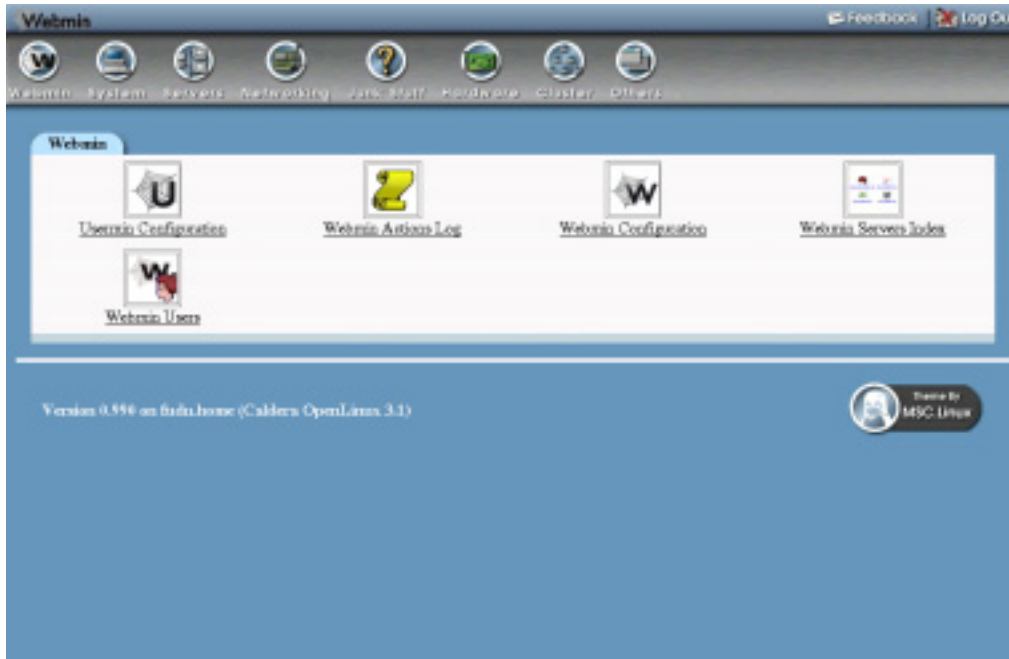 Webmin
Feedback
Log Ou
Webmin System Servers Networking Junk Stuff Hardware Cluster Others
Webmin
Usermin Configuration
Webmin Actions Log
Webmin Configuration
Webmin Servers Index
Webmin Users
Version 0.990 on fudu.home (Caldera OpenLinux 3.1)
Theme By
MSC.Linux